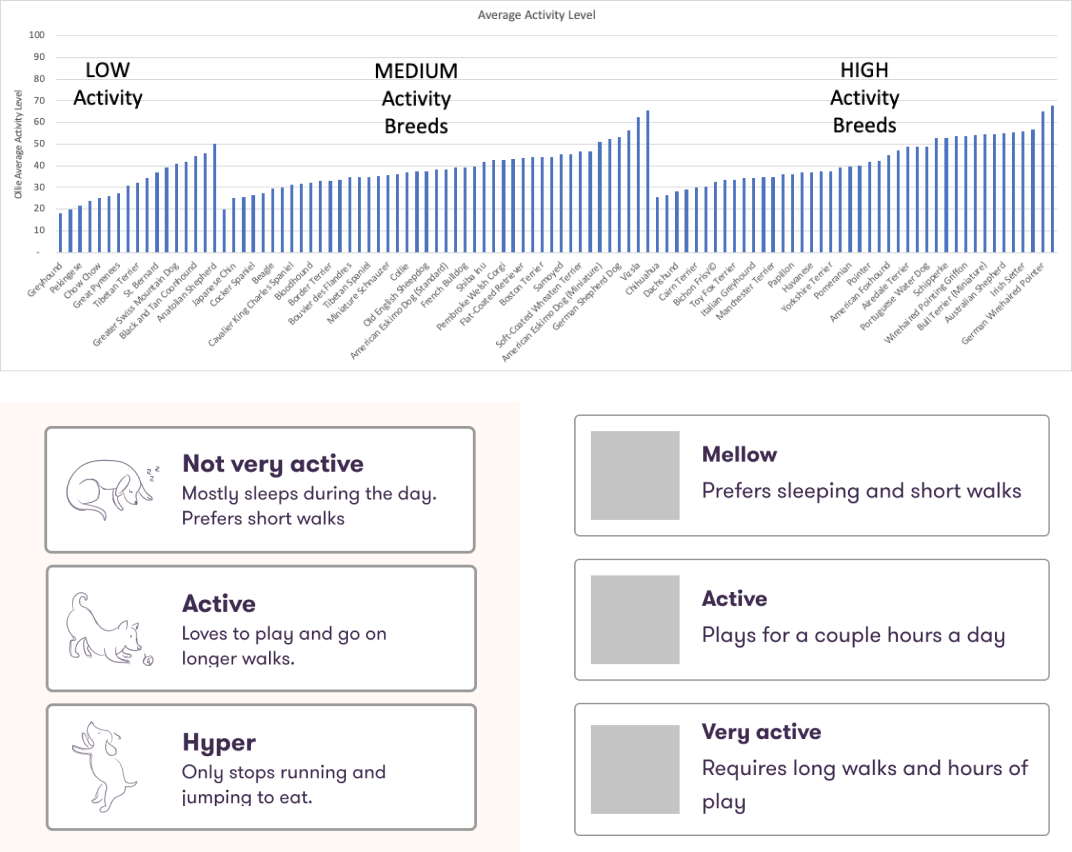 Average Activity Level
100
90
80
70
60
50
40
30
20
10
-
Ollie Average Activity Level
LOW
Activity
MEDIUM
Activity
Breeds
HIGH
Activity
Breeds
Greyhound
Pekingese
Chow Chow
Great Pyrenees
Tibetan Terrier
St. Bernard
Greater Swiss Mountain Dog
Black and Tan Coonhound
Anatolian Shepherd
Japanese Chin
Cocker Spaniel
Beagle
Cavalier King Charles Spaniel
Bloodhound
Border Terrier
Bouvier des Flandres
Tibetan Spaniel
Miniature Schnauzer
Collie
Old English Sheepdog
American Eskimo Dog (Standard)
French Bulldog
Shiba Inu
Pembroke Welsh Corgi
Flat-Coated Retriever
Boston Terrier
Samoyed
Soft-Coated Wheaten Terrier
American Eskimo Dog (Miniature)
German Shepherd Dog
Vizsla
Chihuahua
Dachshund
Cairn Terrier
Bichon Frisv©
Toy Fox Terrier
Italian Greyhound
Manchester Terrier
Papillon
Havanese
Yorkshire Terrier
Pomeranian
Pointer
American Foxhound
Airedale Terrier
Portuguese Water Dog
Schipperke
Wirehaired Pointing Griffon
Bull Terrier (Miniature)
Australian Shepherd
Irish Setter
German Wirehaired Pointer
Not very active
Mostly sleeps during the day.
Prefers short walks
Active
Loves to play and go on
longer walks.
Hyper
Only stops running and
jumping to eat.
Mellow
Prefers sleeping and short walks
Active
Plays for a couple hours a day
Very active
Requires long walks and hours of
play